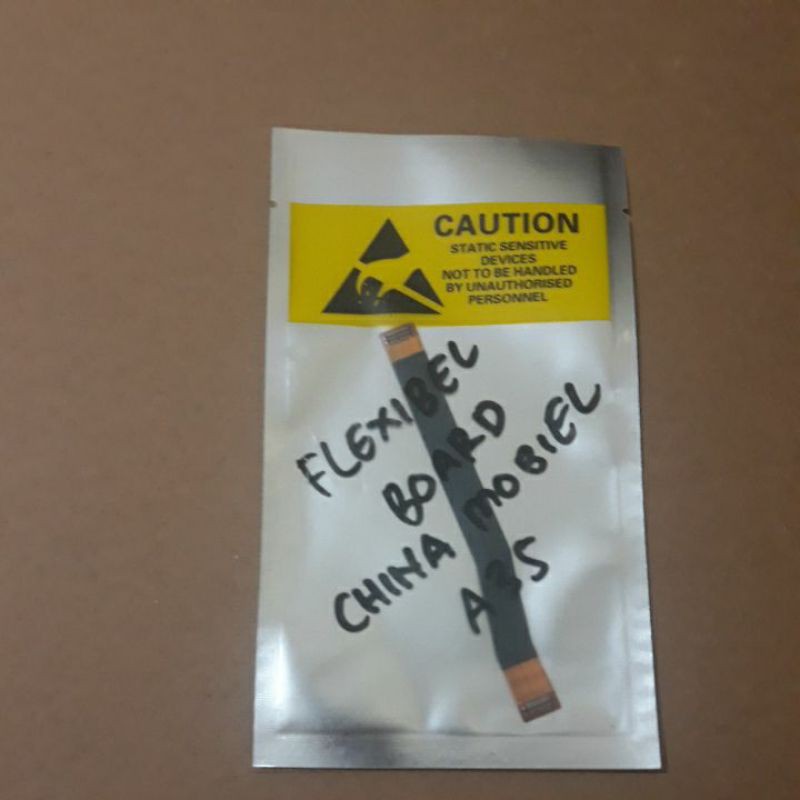 CAUTION
STATIC SENSITIVE
DEVICES
NOT TO BE HANDLED
BY UNAUTHORISED
PERSONNEL
FLEXIBEL
BOARD
CHINA MOBIEL
A35